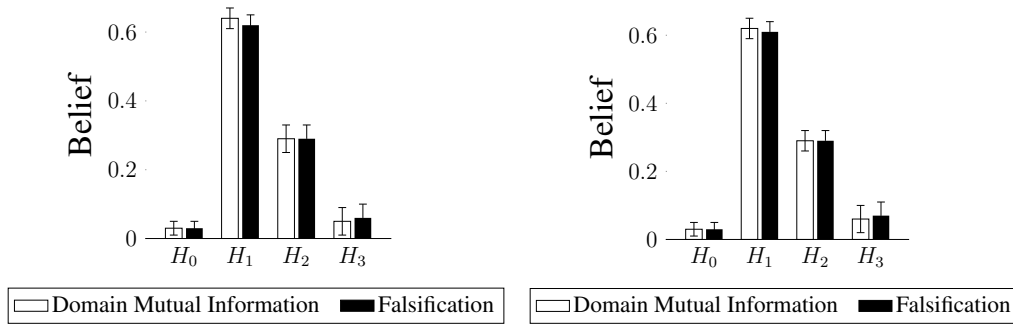 Belief
0.6
0.4
0.2
0
H₀ H₁ H₂ H₃
Domain Mutual Information Falsification
Belief
0.6
0.4
0.2
0
H₀ H₁ H₂ H₃
Domain Mutual Information Falsification